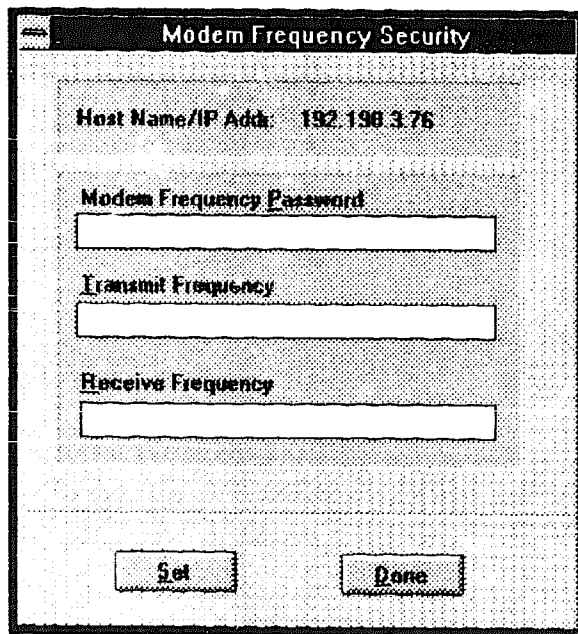 Modem Frequency Security
Host Name/IP Addr: 192.190.3.76
Modem Frequency Password
Transmit Frequency
Receive Frequency
Set Done